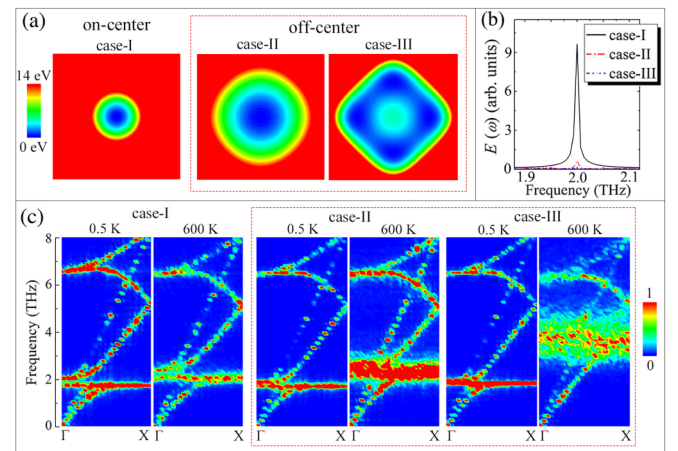 (a)
on-center
case-I
off-center
case-II
case-III
14 eV
0 eV
(b)
E (ω) (arb. units)
9
6
3
0
case-I
case-II
case-III
1.9
2.0
2.1
Frequency (THz)
(c)
case-I
case-II
case-III
0.5 K
600 K
0.5 K
600 K
0.5 K
600 K
Frequency (THz)
8
6
4
2
0
Γ
X
Γ
X
Γ
X
Γ
X
Γ
X
Γ
X
1
0